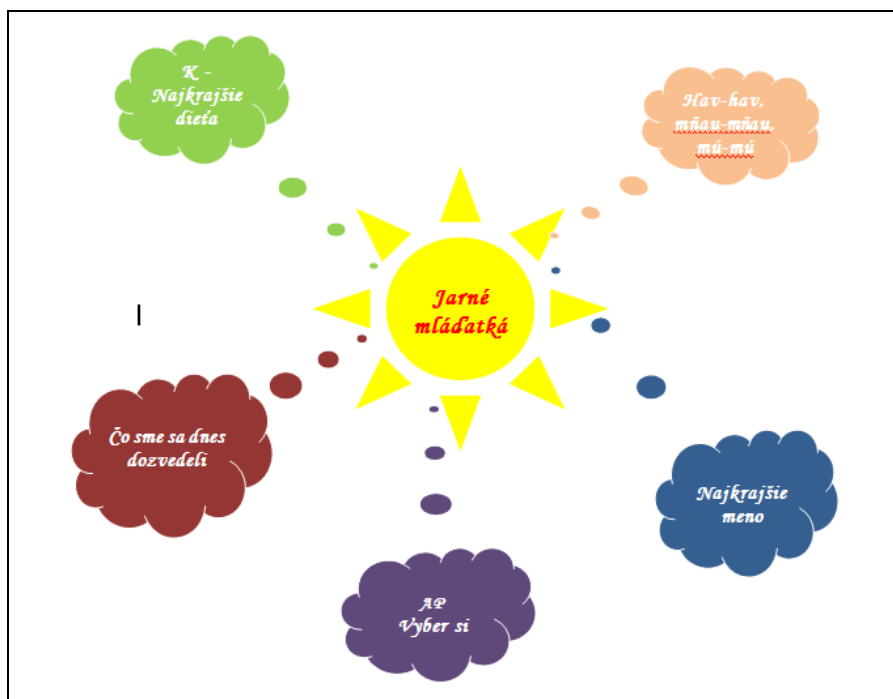 K -
Najkrajšie
dieťa
Hav-hav,
mňau-mňau,
mú-mú
Jarné
mláďatká
Čo sme sa dnes
dozvedeli
Najkrajšie
meno
AP
Vyber si